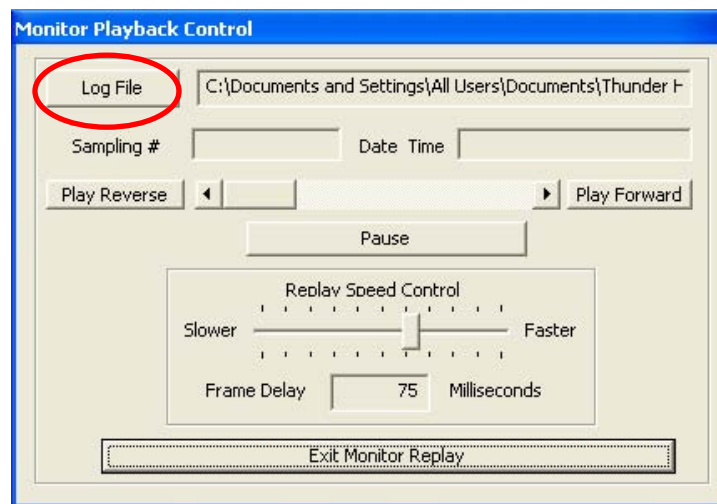 Monitor Playback Control
Log File C:\Documents and Settings\All Users\Documents\Thunder H
Sampling # Date Time
Play Reverse Play Forward
Pause
Replay Speed Control
Slower Faster
Frame Delay 75 Milliseconds
Exit Monitor Replay